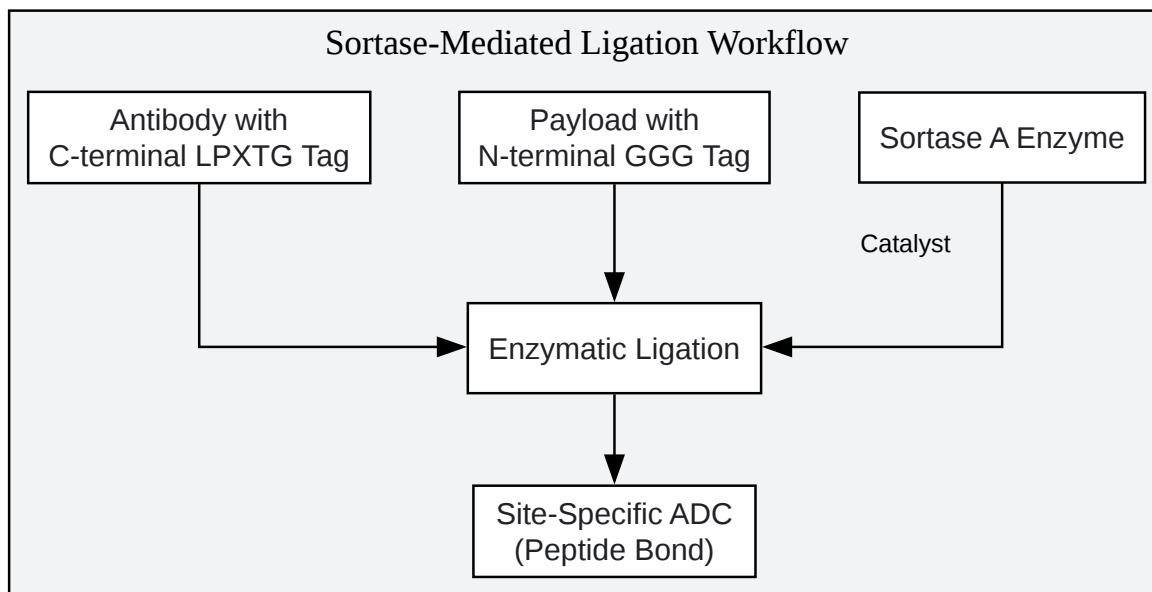 Sortase-Mediated Ligation Workflow
Antibody with
C-terminal LPXTG Tag
Payload with
N-terminal GGG Tag
Sortase A Enzyme
Catalyst
Enzymatic Ligation
Site-Specific ADC
(Peptide Bond)